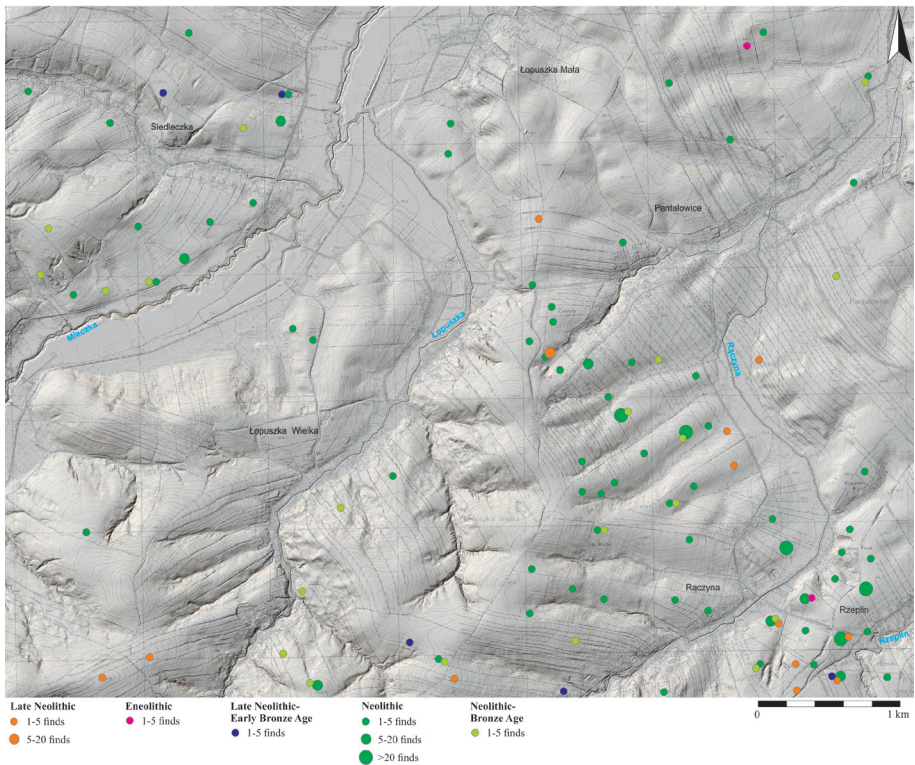 KAŃCZUGA
Łopuszka Mała
Siedleczka
Pantalowice
Pantalowice
Mleczka
Łopuszka
Rączyna
Łopuszka Wielka
Rączyna
Rzeplin
Rzeplin
Late Neolithic
1-5 finds
5-20 finds
Eneolithic
1-5 finds
Late Neolithic-
Early Bronze Age
1-5 finds
Neolithic
1-5 finds
5-20 finds
>20 finds
Neolithic-
Bronze Age
1-5 finds
0
1 km